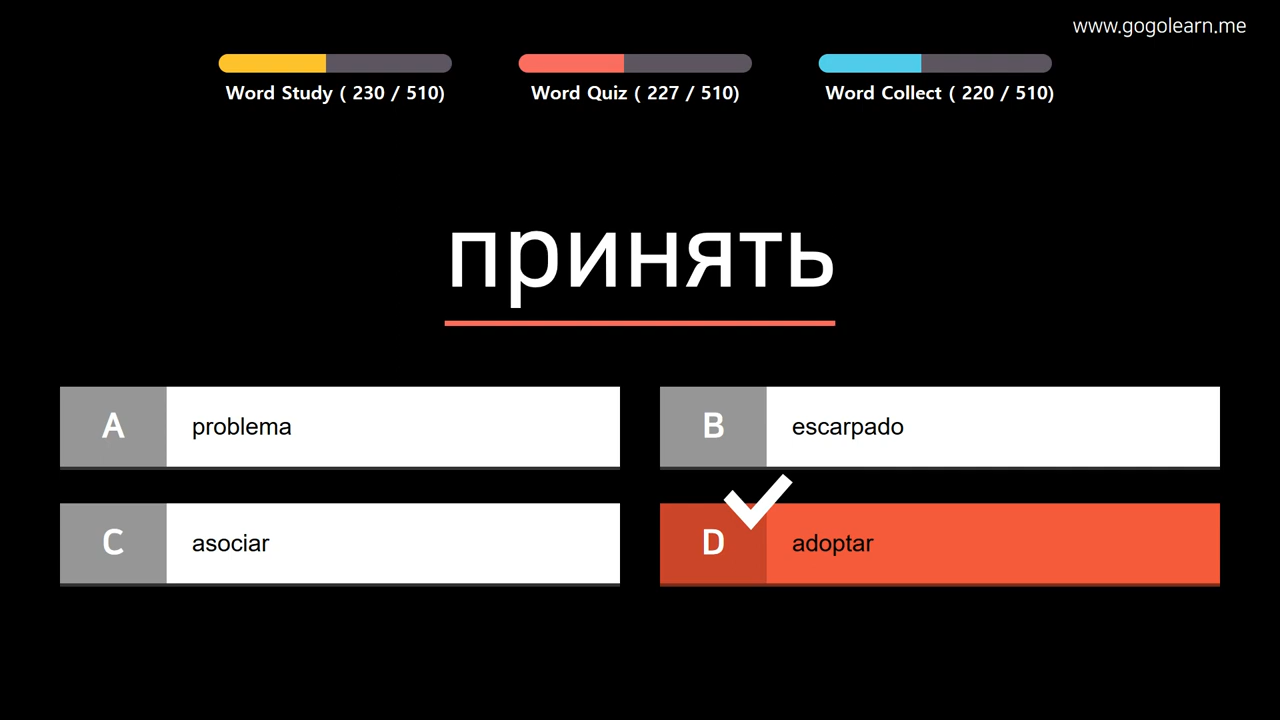 www.gogolearn.me
Word Study ( 230 / 510)
Word Quiz ( 227 / 510)
Word Collect ( 220 / 510)
принять
A problema
B escarpado
C asociar
D adoptar